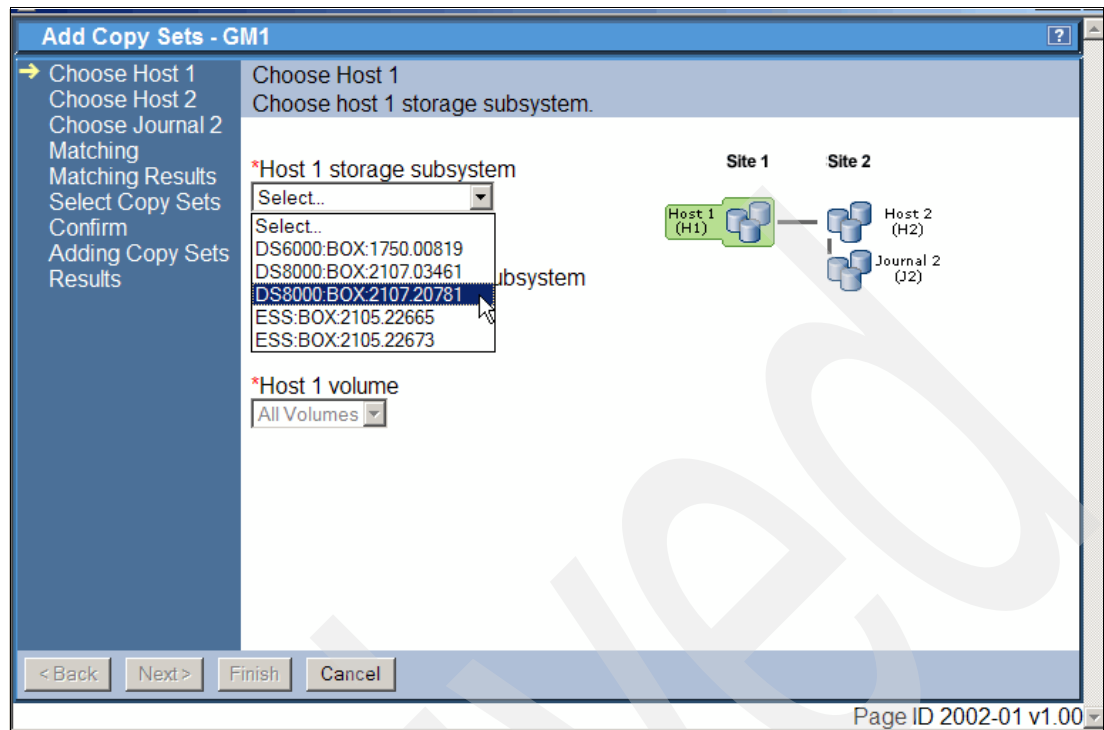 Add Copy Sets - GM1
?
Choose Host 1
Choose Host 2
Choose Journal 2
Matching
Matching Results
Select Copy Sets
Confirm
Adding Copy Sets
Results
Choose Host 1
Choose host 1 storage subsystem.
*Host 1 storage subsystem
Select...
Select...
DS6000:BOX:1750.00819
DS8000:BOX:2107.03461
DS8000:BOX:2107.20781
ESS:BOX:2105.22665
ESS:BOX:2105.22673
*Host 1 volume
All Volumes
Site 1 Site 2
Host 1
(H1)
Host 2
(H2)
Journal 2
(J2)
< Back Next > Finish Cancel
Page ID 2002-01 v1.00